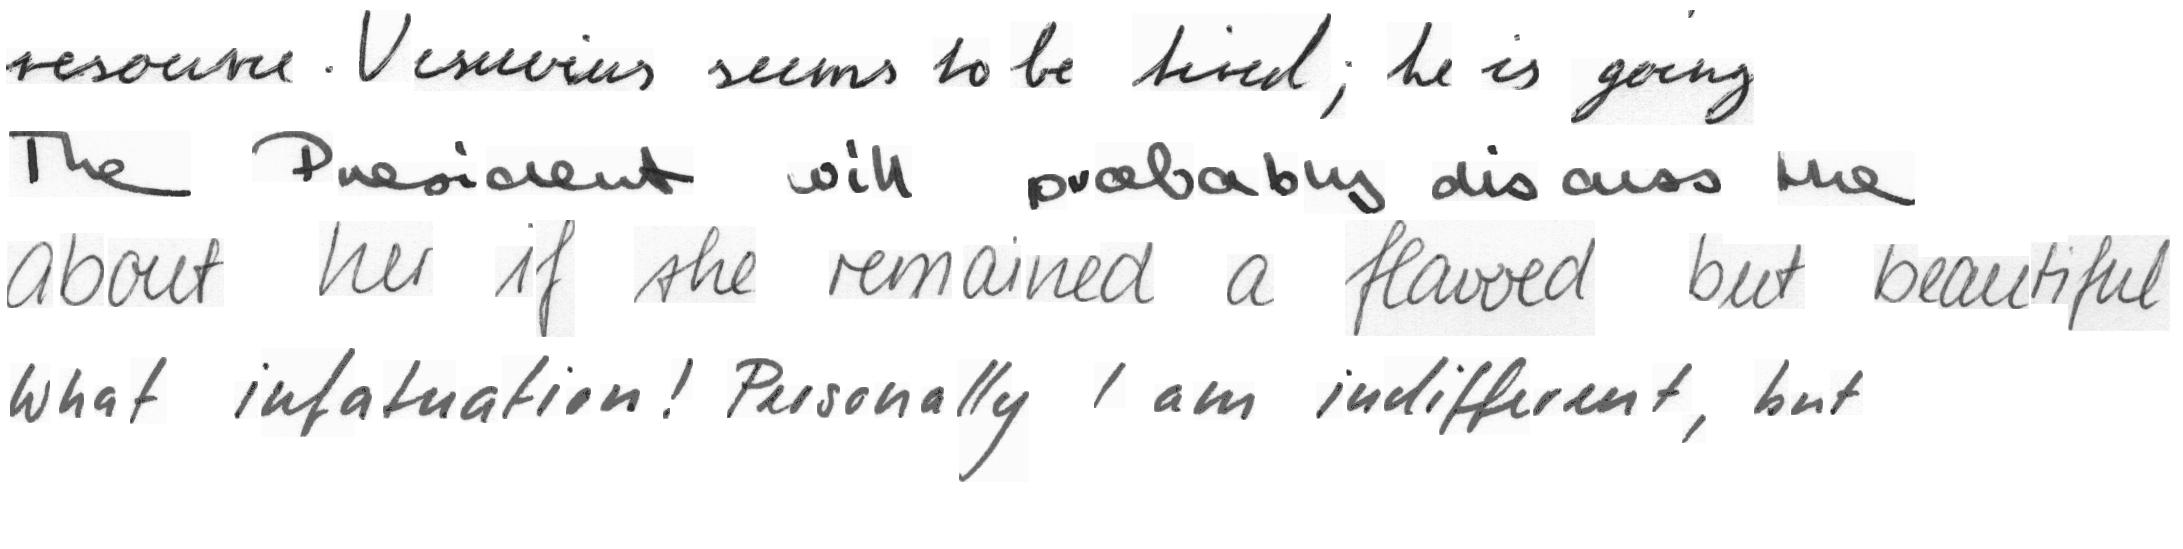 resource. Vesuvius seems to be tired; he is going
The President will probably discuss the
about her if she remained a flawed but beautiful
What infatuation! Personally I am indifferent, but